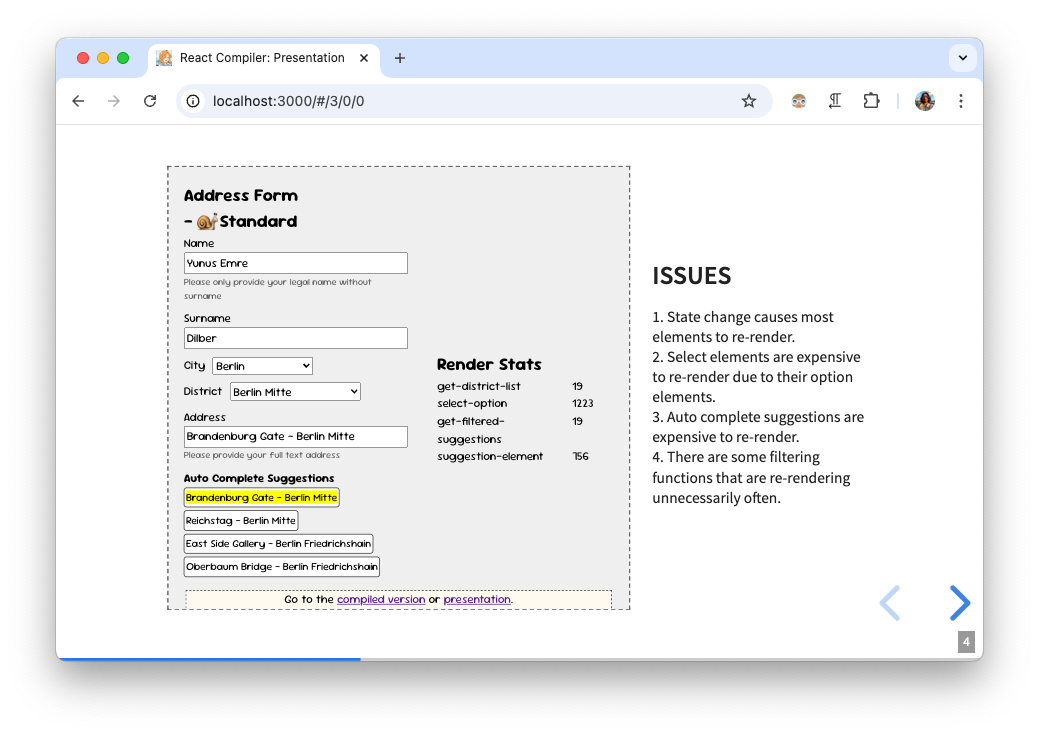 React Compiler: Presentation
localhost:3000/#/3/0/0
Address Form
- Standard
Name
Yunus Emre
Please only provide your legal name without
surname
Surname
Dilber
City Berlin
District Berlin Mitte
Address
Brandenburg Gate - Berlin Mitte
Please provide your full text address
Auto Complete Suggestions
Brandenburg Gate - Berlin Mitte
Reichstag - Berlin Mitte
East Side Gallery - Berlin Friedrichshain
Oberbaum Bridge - Berlin Friedrichshain
Render Stats
get-district-list 19
select-option 1223
get-filtered- 19
suggestions
suggestion-element 756
Go to the compiled version or presentation.
ISSUES
1. State change causes most
elements to re-render.
2. Select elements are expensive
to re-render due to their option
elements.
3. Auto complete suggestions are
expensive to re-render.
4. There are some filtering
functions that are re-rendering
unnecessarily often.
4